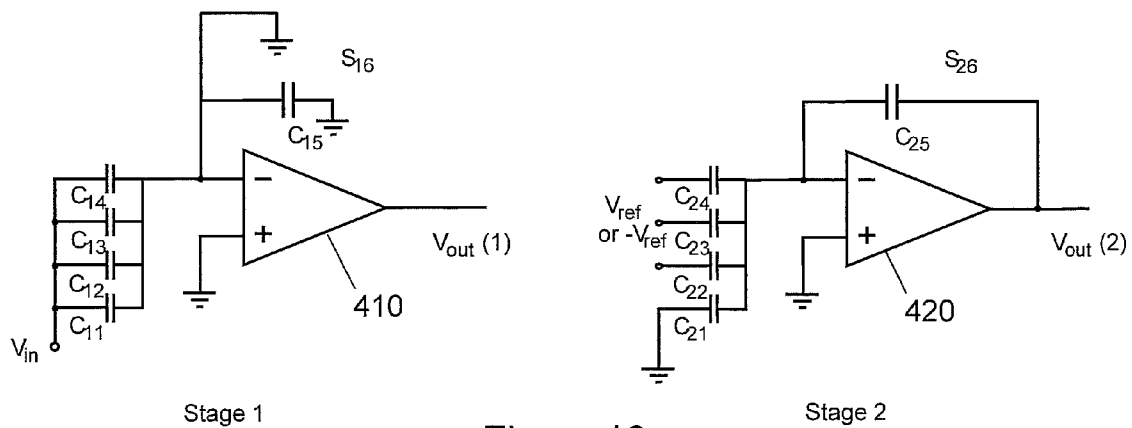 S16
C15
C14
C13
C12
C11
Vin
−
+
Vout (1)
410
Stage 1
S26
C25
C24
C23
C22
C21
Vref
or -Vref
−
+
Vout (2)
420
Stage 2